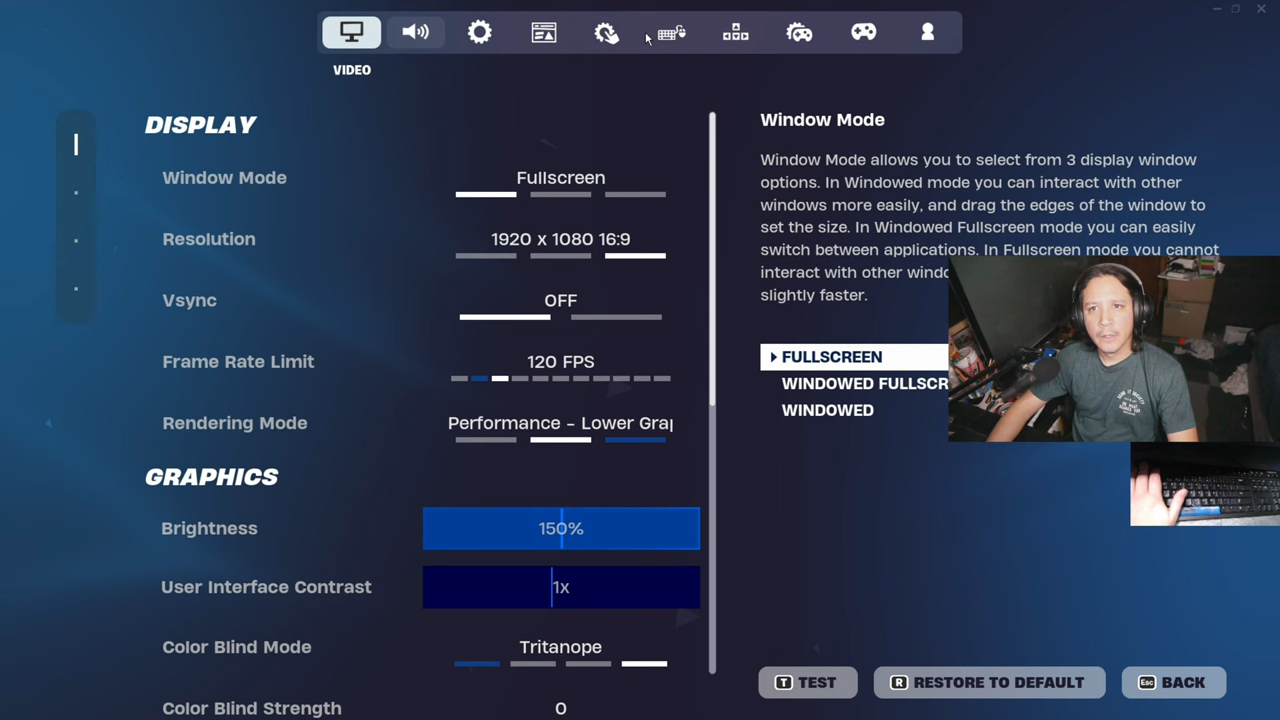 VIDEO
DISPLAY
Window Mode
Fullscreen
Resolution
1920 x 1080 16:9
Vsync
OFF
Frame Rate Limit
120 FPS
Rendering Mode
Performance - Lower Gra
GRAPHICS
Brightness
150%
User Interface Contrast
1x
Color Blind Mode
Tritanope
Color Blind Strength
0
Window Mode
Window Mode allows you to select from 3 display window
options. In Windowed mode you can interact with other
windows more easily, and drag the edges of the window to
set the size. In Windowed Fullscreen mode you can easily
switch between applications. In Fullscreen mode you cannot
interact with other windo
slightly faster.
FULLSCREEN
WINDOWED FULLSCR
WINDOWED
T TEST
R RESTORE TO DEFAULT
Esc BACK